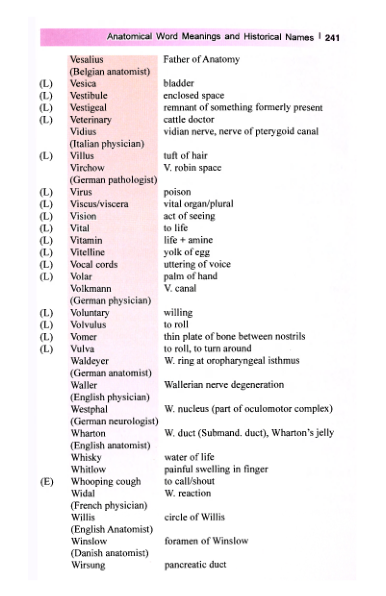 Anatomical Word Meanings and Historical Names | 241
Vesalius Father of Anatomy
(Belgian anatomist)
(L) Vesica bladder
(L) Vestibule enclosed space
(L) Vestigeal remnant of something formerly present
(L) Veterinary cattle doctor
Vidius vidian nerve, nerve of pterygoid canal
(Italian physician)
(L) Villus tuft of hair
Virchow V. robin space
(German pathologist)
(L) Virus poison
(L) Viscus/viscera vital organ/plural
(L) Vision act of seeing
(L) Vital to life
(L) Vitamin life + amine
(L) Vitelline yolk of egg
(L) Vocal cords uttering of voice
(L) Volar palm of hand
Volkmann V. canal
(German physician)
(L) Voluntary willing
(L) Volvulus to roll
(L) Vomer thin plate of bone between nostrils
(L) Vulva to roll, to turn around
Waldeyer W. ring at oropharyngeal isthmus
(German anatomist)
Waller Wallerian nerve degeneration
(English physician)
Westphal W. nucleus (part of oculomotor complex)
(German neurologist)
Wharton W. duct (Submand. duct), Wharton's jelly
(English anatomist)
Whisky water of life
Whitlow painful swelling in finger
(E) Whooping cough to call/shout
Widal W. reaction
(French physician)
Willis circle of Willis
(English Anatomist)
Winslow foramen of Winslow
(Danish anatomist)
Wirsung pancreatic duct